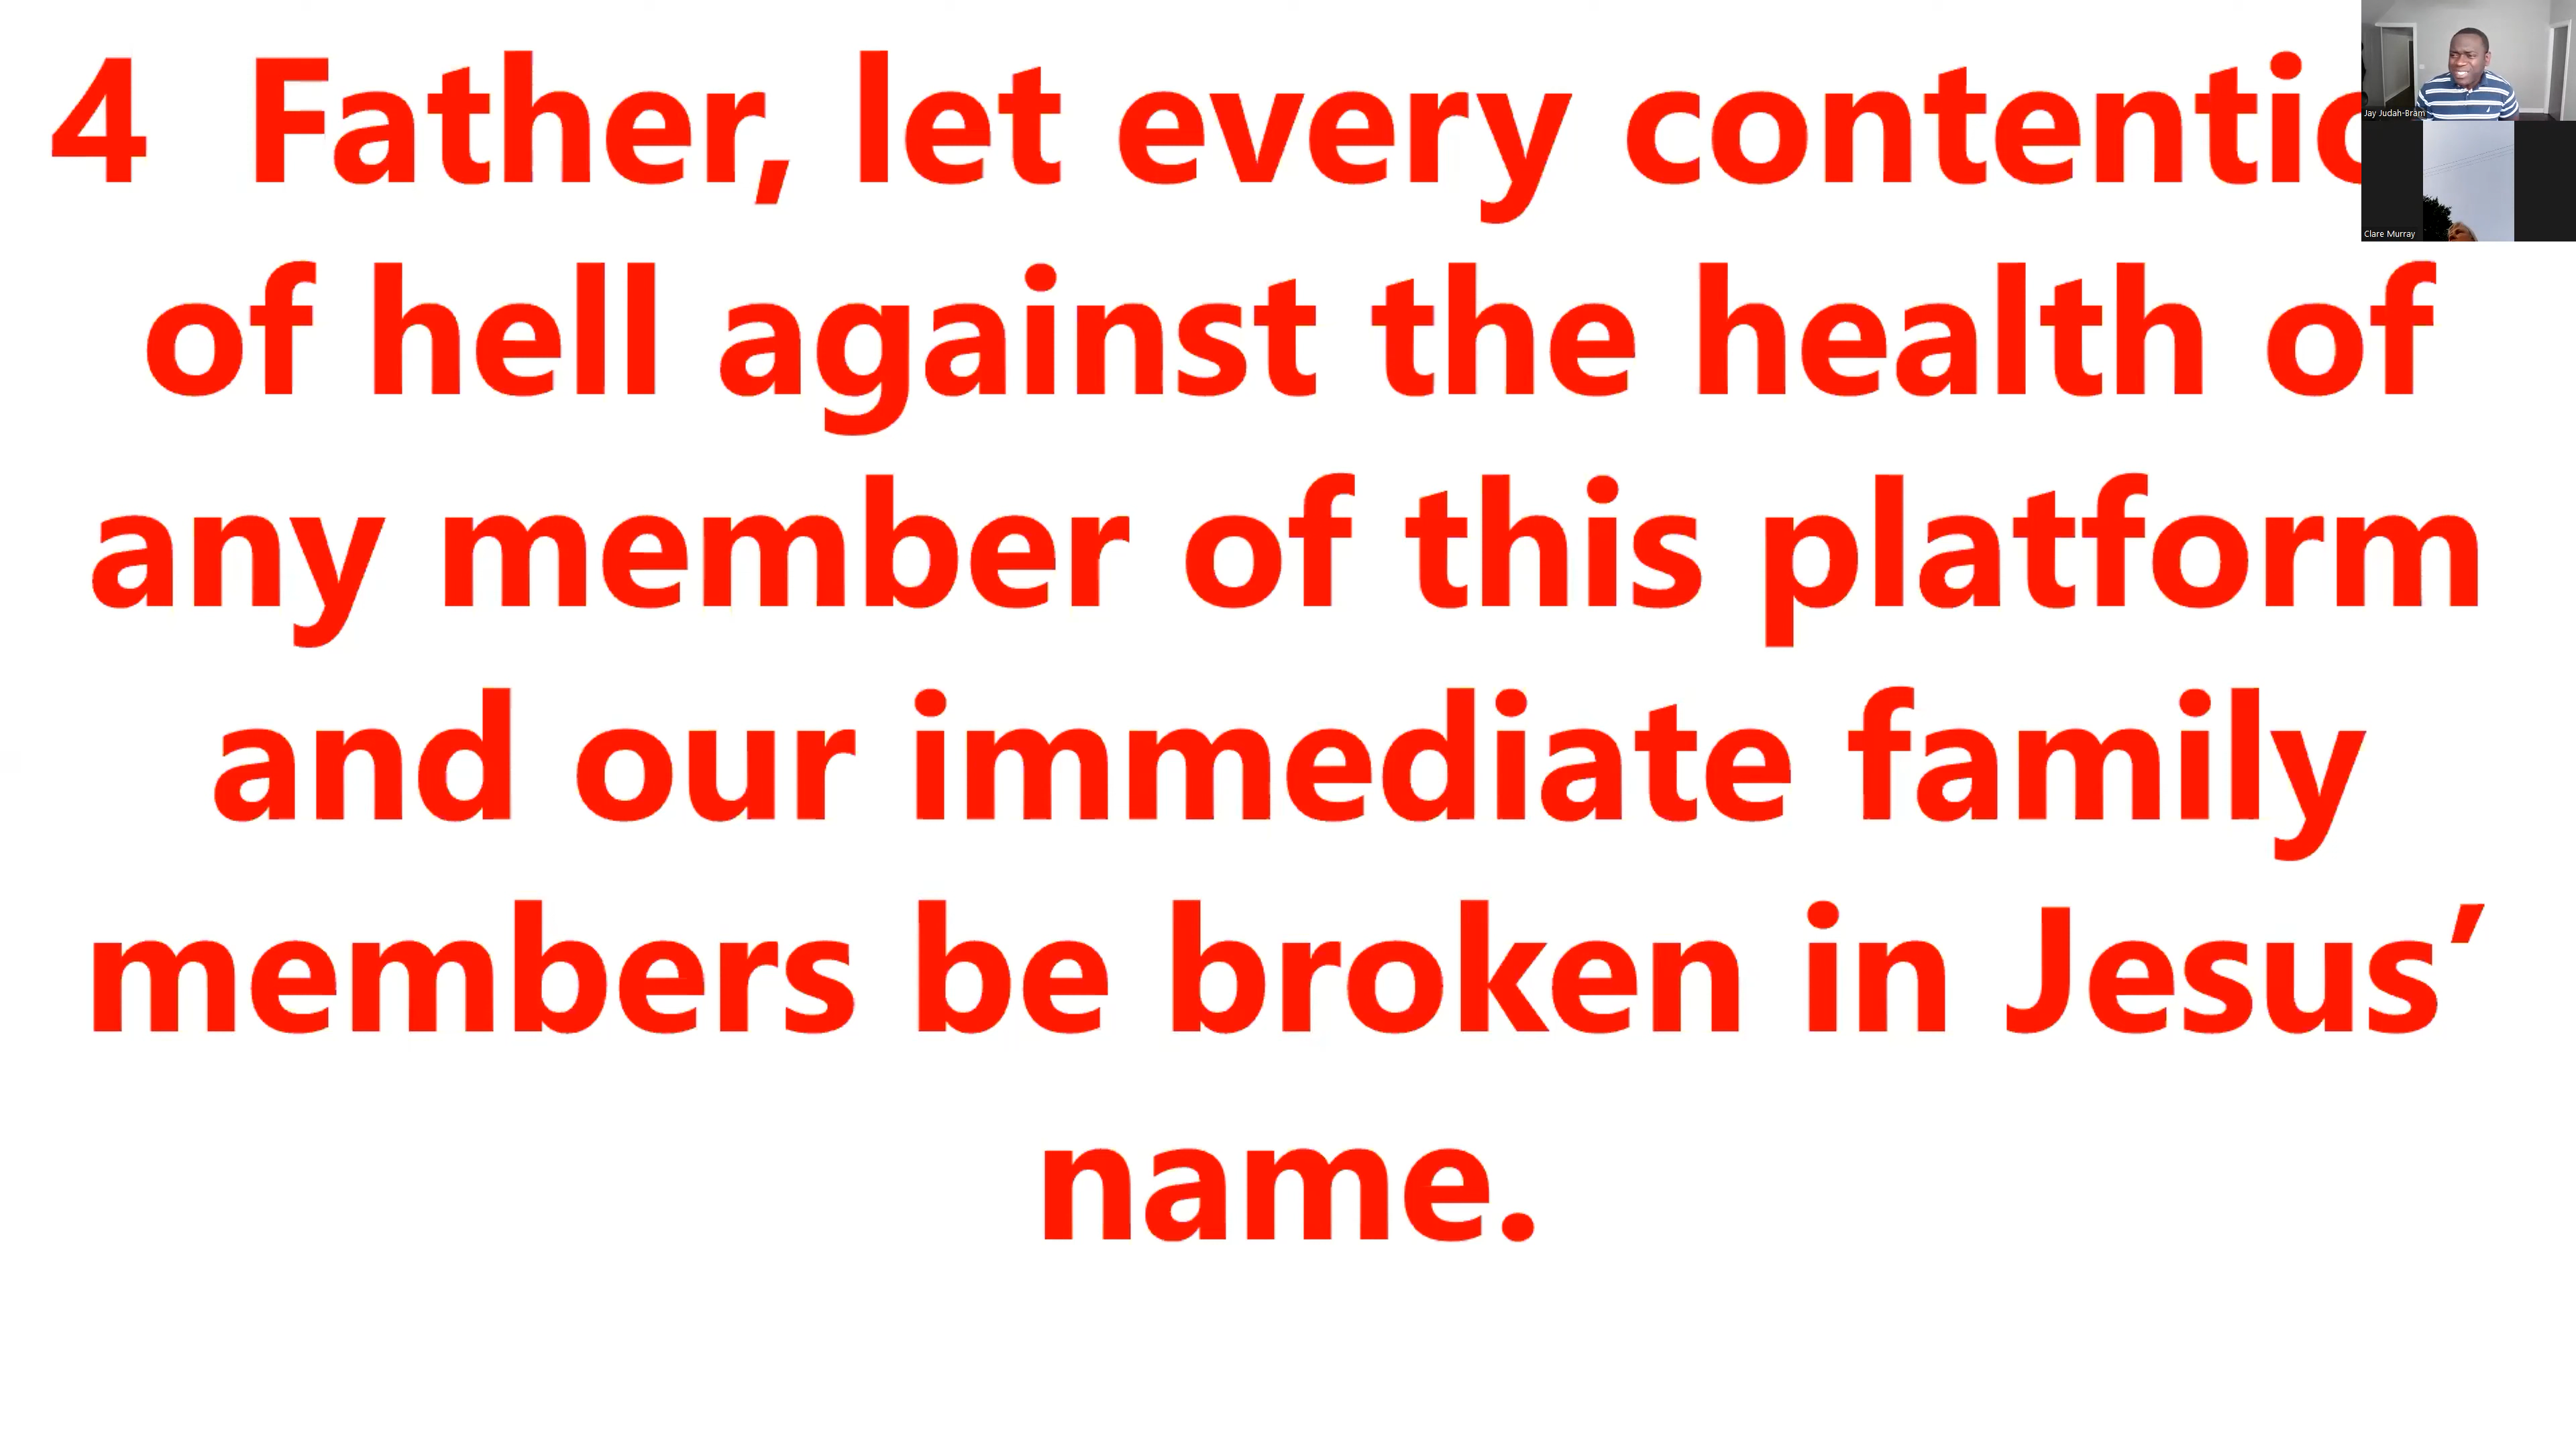 4 Father, let every contentio
of hell against the health of
any member of this platform
and our immediate family
members be broken in Jesus’
name.
Jay Judah-Bram
Clare Murray